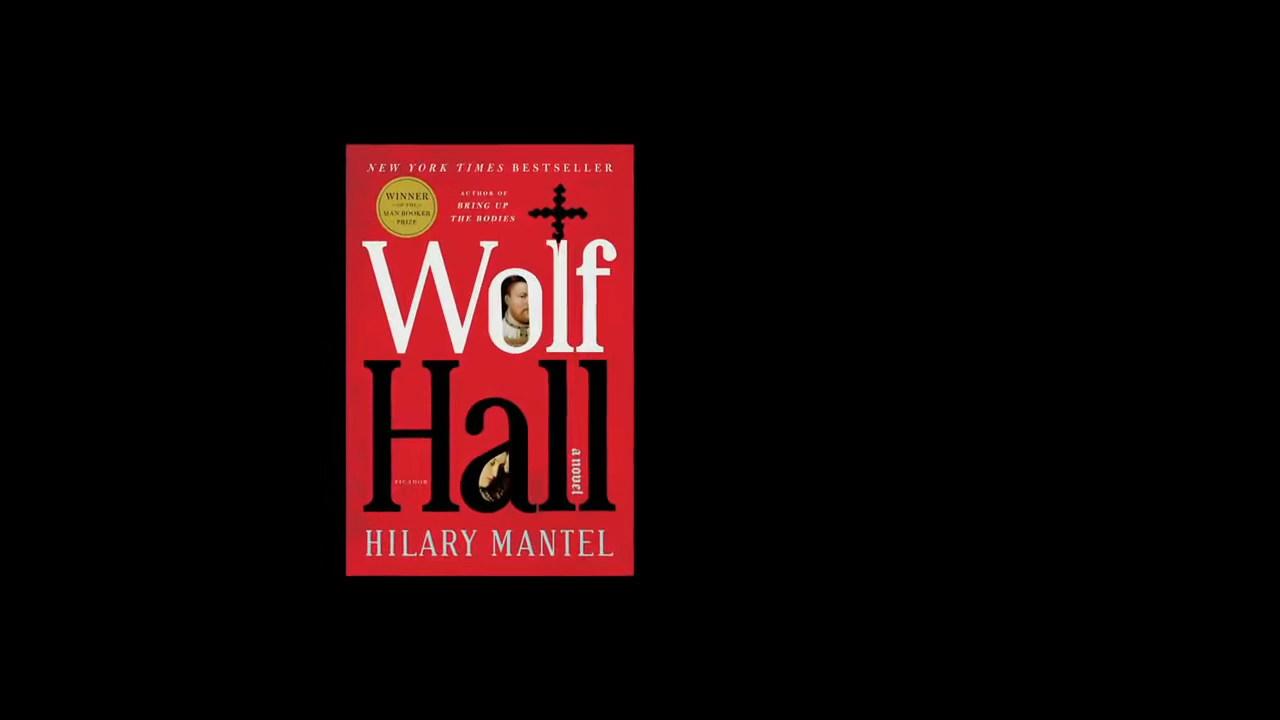 NEW YORK TIMES BESTSELLER
WINNER
OF THE
MAN BOOKER
PRIZE
AUTHOR OF
BRING UP
THE BODIES
Wolf
Hall
a novel
PICADOR
HILARY MANTEL